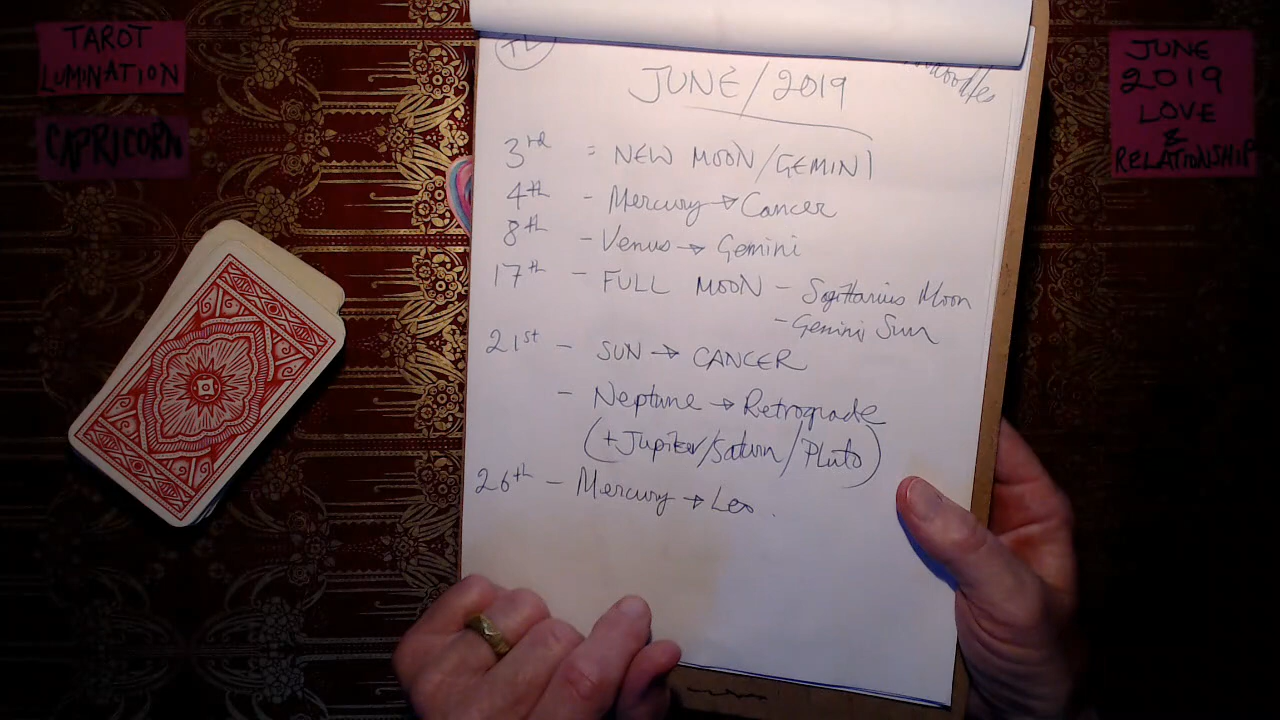 TAROT
LUMINATION
CAPRICORN
JUNE
2019
LOVE
&
RELATIONSHIP
JUNE/2019
3rd = NEW MOON/GEMINI
4th - Mercury → Cancer
8th - Venus → Gemini
17th - FULL MOON - Sagittarius Moon
- Gemini Sun
21st - SUN → CANCER
- Neptune → Retrograde
(+Jupiter/Saturn/Pluto)
26th - Mercury → Leo.